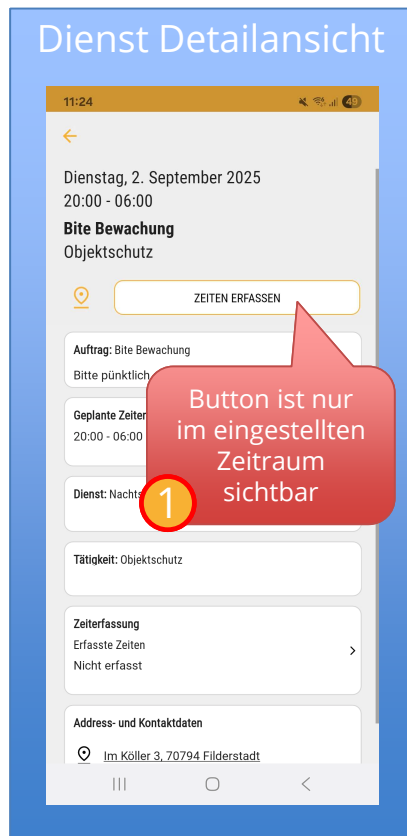 Dienst Detailansicht
11:24
49
Dienstag, 2. September 2025
20:00 - 06:00
Bite Bewachung
Objektschutz
ZEITEN ERFASSEN
Auftrag: Bite Bewachung
Bitte pünktlich
Button ist nur
im eingestellten
Zeitraum
sichtbar
Geplante Zeiten
20:00 - 06:00
Dienst:
1
Tätigkeit: Objektschutz
Zeiterfassung
Erfasste Zeiten
Nicht erfasst
Address- und Kontaktdaten
Im Köller 3, 70794 Filderstadt